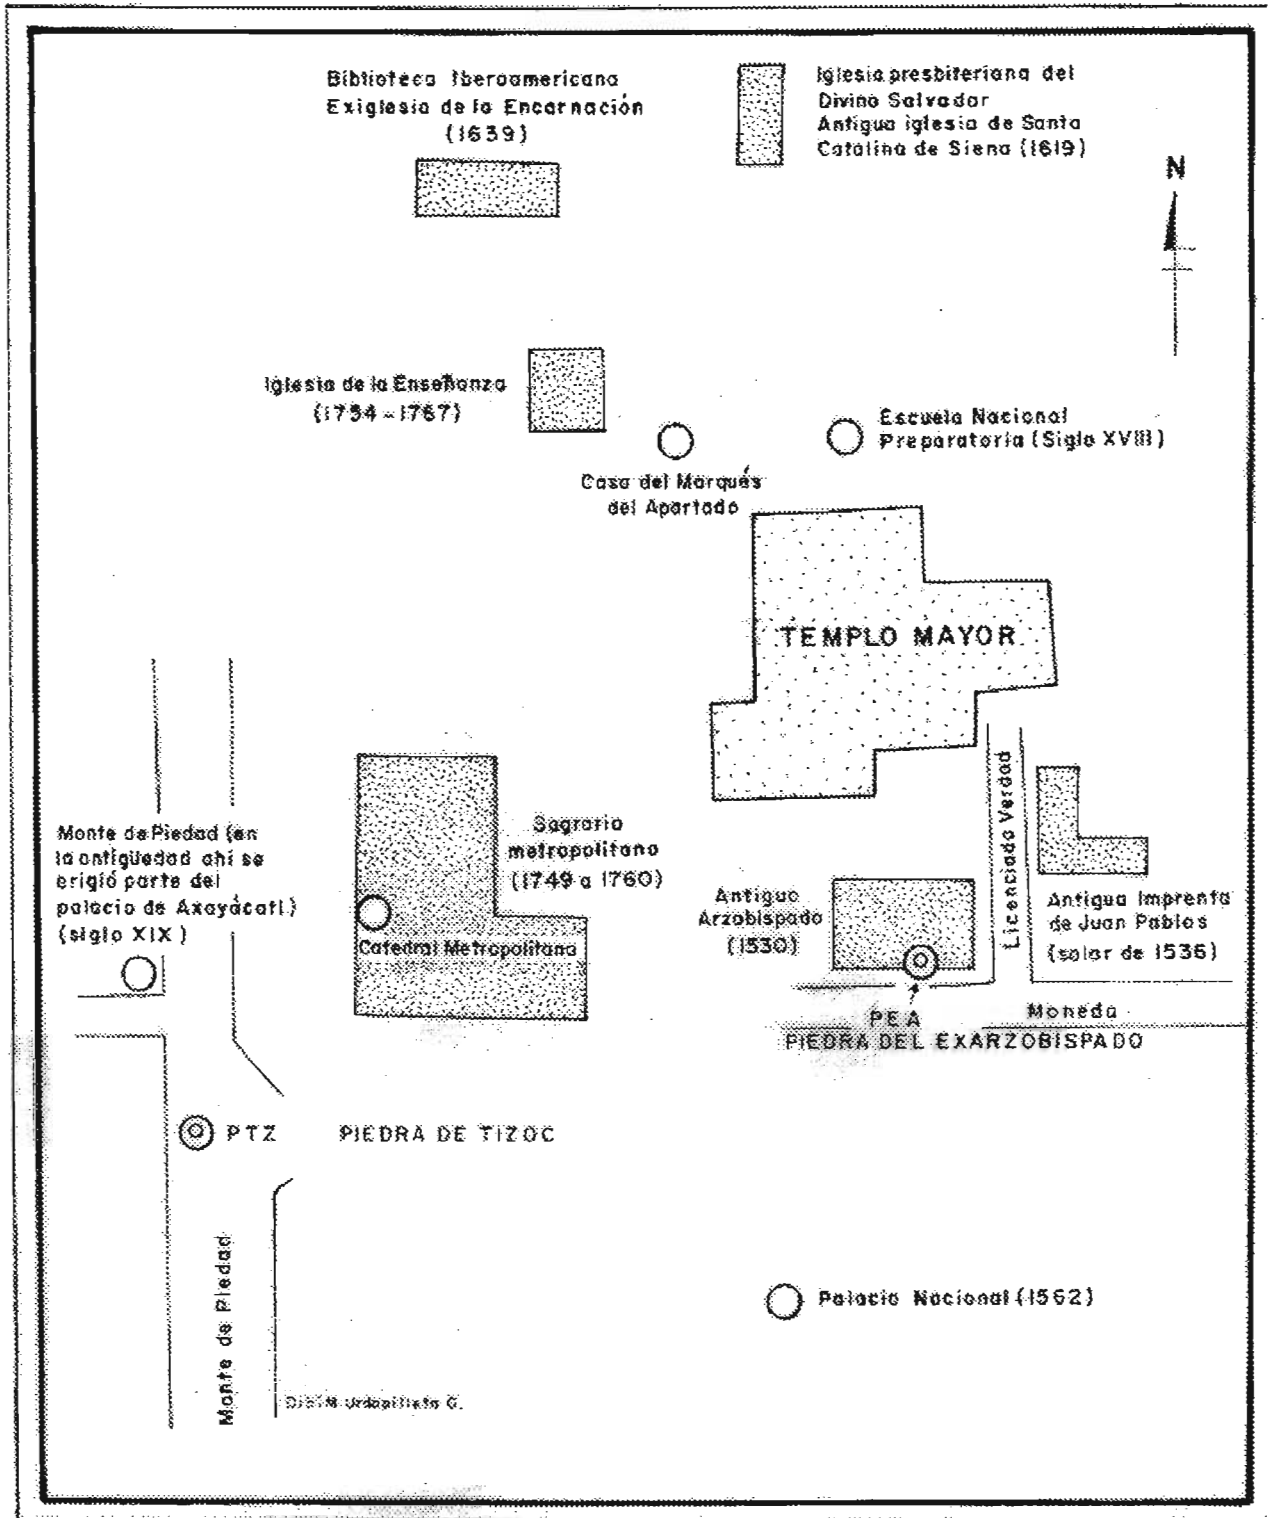 Biblioteca Iberoamericana
Exiglesia de la Encarnación
(1639)
Iglesia presbiteriana del
Divino Salvador
Antigua iglesia de Santa
Catalina de Siena (1619)
N
Iglesia de la Enseñanza
(1754-1767)
Escuela Nacional
Preparatoria (Siglo XVIII)
Casa del Marqués
del Apartado
TEMPLO MAYOR
Licenciado Verdad
Monte de Piedad (en
la antigüedad ahí se
erigió parte del
palacio de Axayácatl.)
(siglo XIX)
Sagrario
metropolitano
(1749 a 1760)
Catedral Metropolitana
Antiguo
Arzobispado
(1530)
Antigua Imprenta
de Juan Pablos
(solar de 1536)
Moneda
PEA
PIEDRA DEL EXARZOBISPADO
PTZ PIEDRA DE TIZOC
Monte de Piedad
Palacio Nacional (1562)
Urdapilleta G.